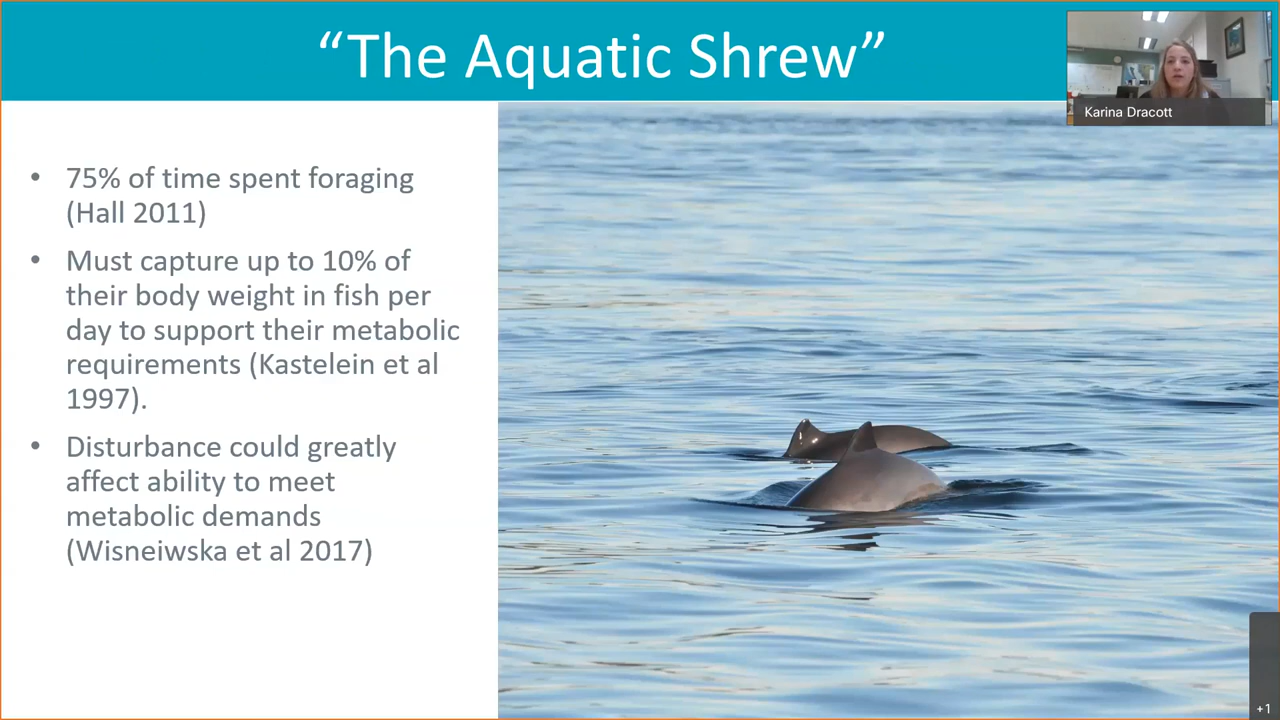 “The Aquatic Shrew”
Karina Dracott
• 75% of time spent foraging
(Hall 2011)
• Must capture up to 10% of
their body weight in fish per
day to support their metabolic
requirements (Kastelein et al
1997).
• Disturbance could greatly
affect ability to meet
metabolic demands
(Wisneiwska et al 2017)
+1